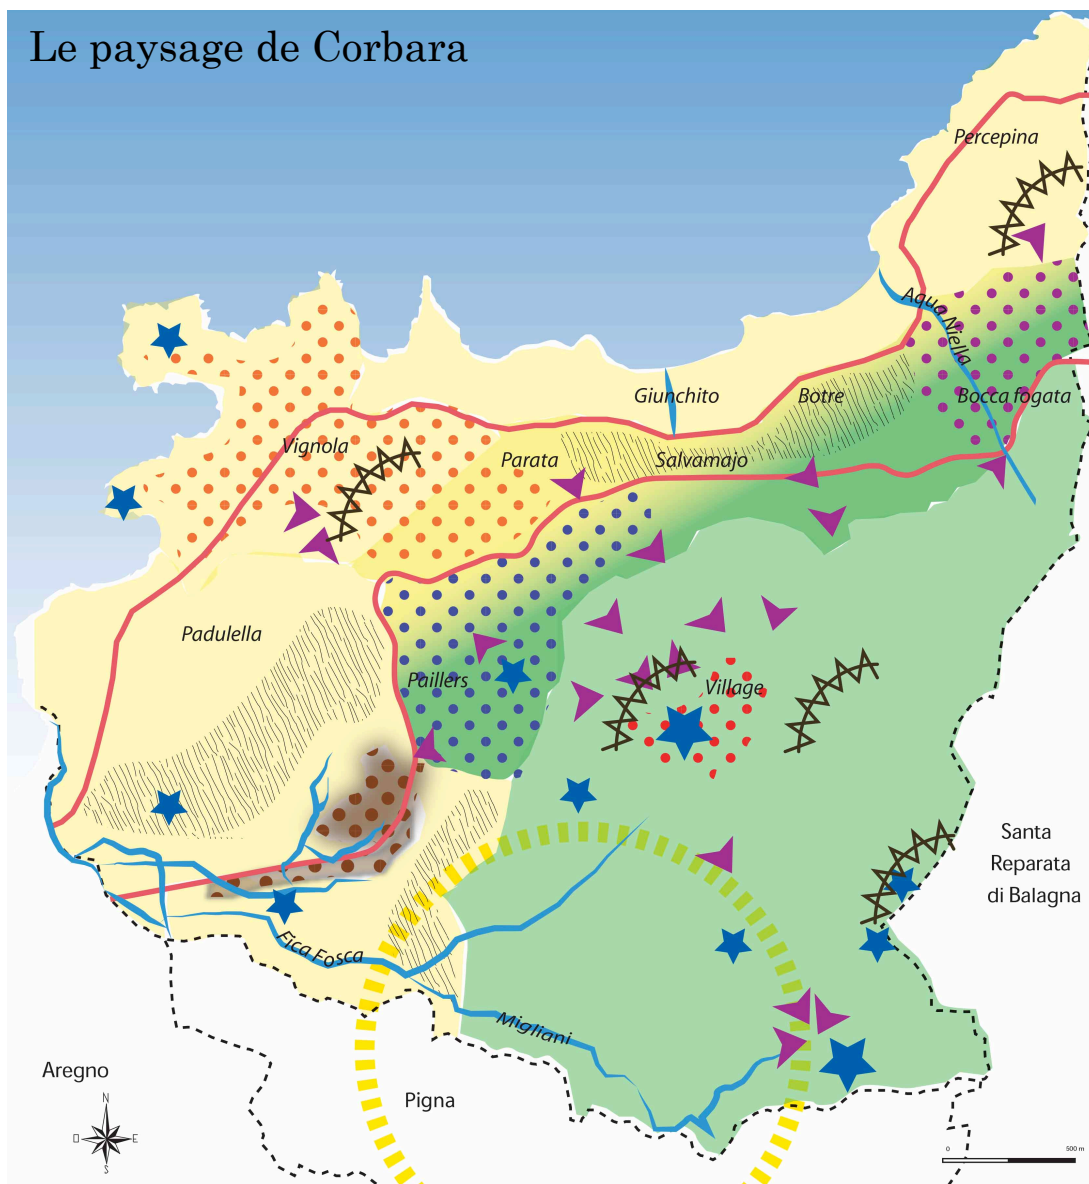 Le paysage de Corbara
Percepina
Aqua Niella
Giunchito
Botre
Bocca fogata
Vignola
Parata
Salvamajo
Padulella
Paillers
Village
Santa
Reparata
di Balagna
Fica Fosca
Migliani
Aregno
Pigna
N
O
E
S
0
500 m